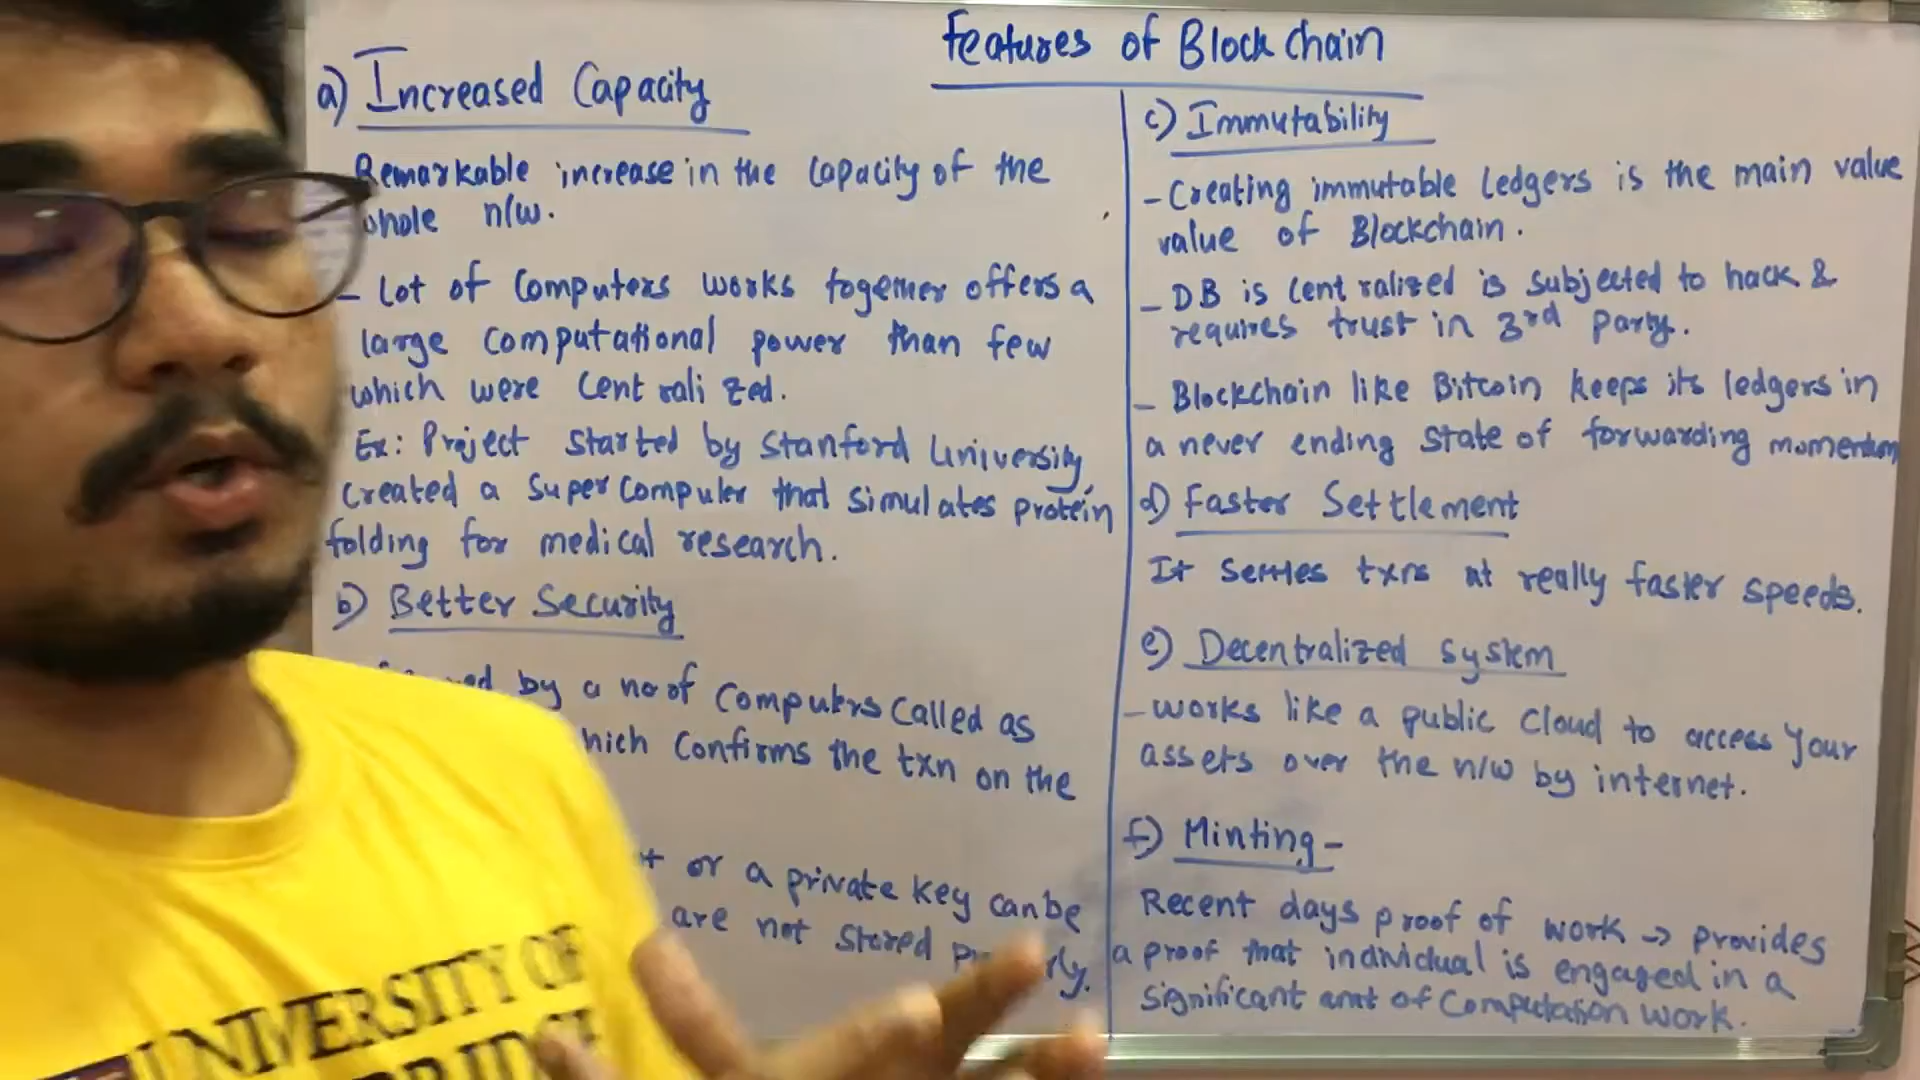 Features of Blockchain
a) Increased Capacity
Remarkable increase in the capacity of the
whole n/w.
- Lot of computers works together offers a
large computational power than few
which were centralized.
Ex: Project started by Stanford University,
created a super computer that simulates protein
folding for medical research.
b) Better Security
by a no of computers called as
which confirms the txn on the
or a private key can be
are not stored properly.
c) Immutability
- Creating immutable ledgers is the main value
value of Blockchain.
- DB is centralized is subjected to hack &
requires trust in 3rd party.
- Blockchain like Bitcoin keeps its ledgers in
a never ending state of forwarding momentum
d) Faster Settlement
It settles txns at really faster speeds.
e) Decentralized system
- works like a public cloud to access your
assets over the n/w by internet.
f) Minting -
Recent days proof of work -> provides
a proof that individual is engaged in a
significant amt of computation work.
UNIVERSITY OF